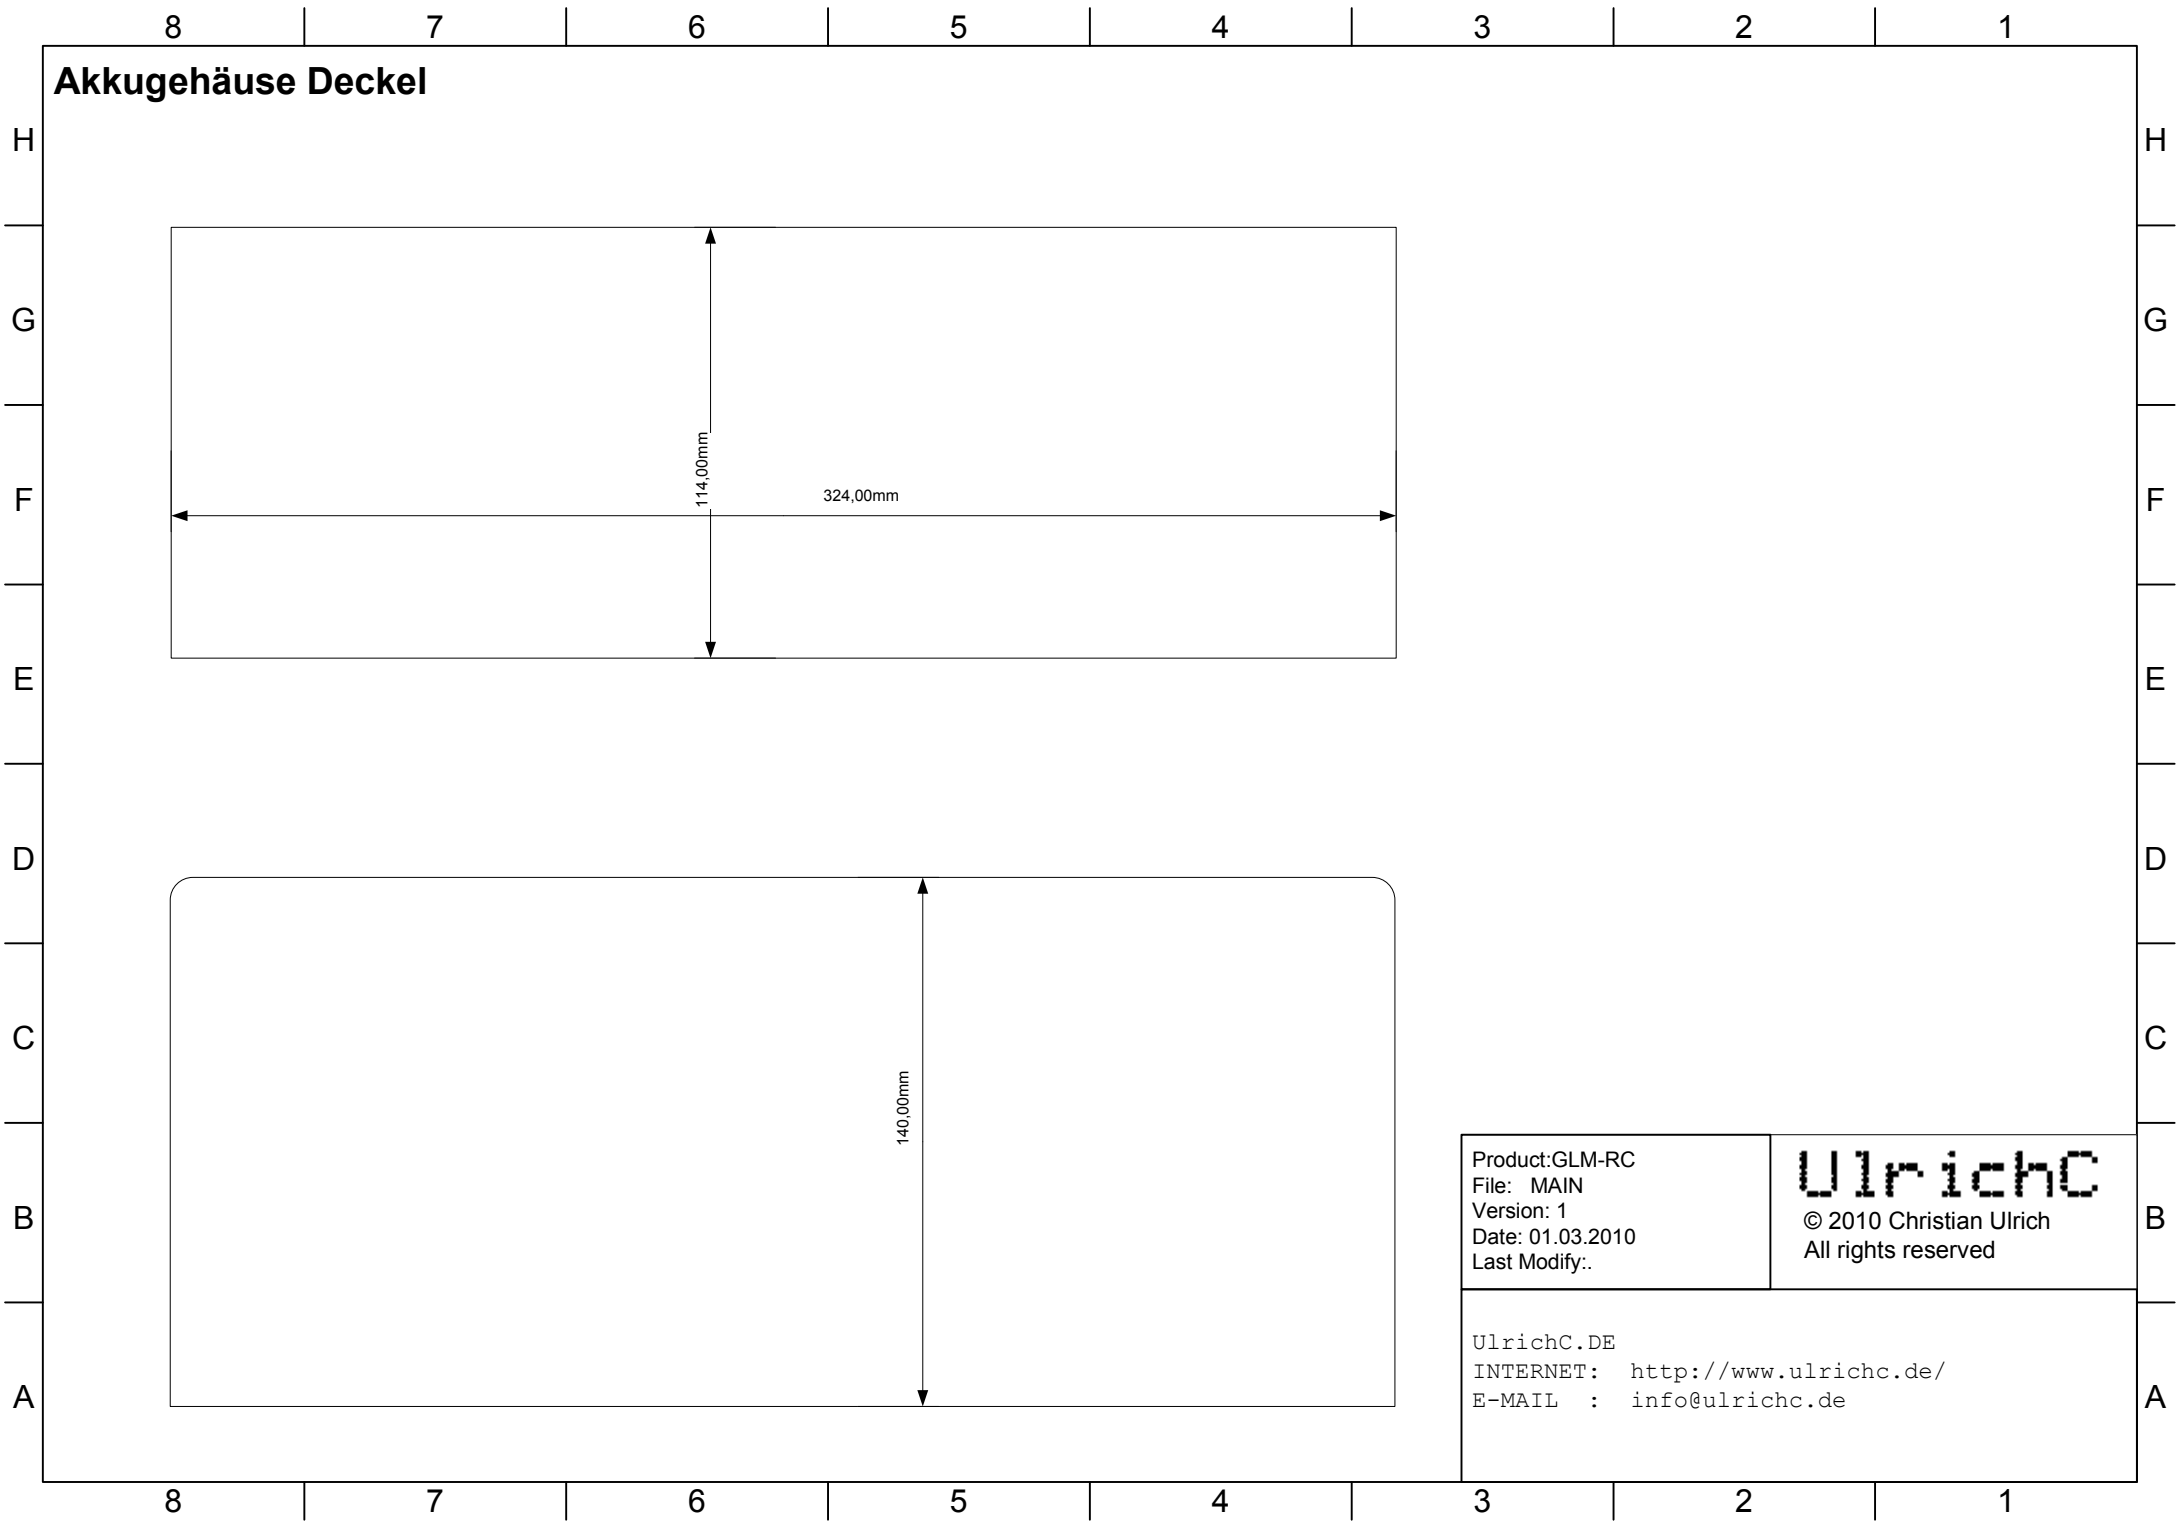 8 7 6 5 4 3 2 1
Akkugehäuse Deckel
H H
G G
114,00mm
324,00mm
F F
E E
D D
C C
140,00mm
Product:GLM-RC
File: MAIN
Version: 1
Date: 01.03.2010
Last Modify:.
UlrichC
© 2010 Christian Ulrich
All rights reserved
B B
UlrichC.DE
INTERNET: http://www.ulrichc.de/
E-MAIL : info@ulrichc.de
A A
8 7 6 5 4 3 2 1